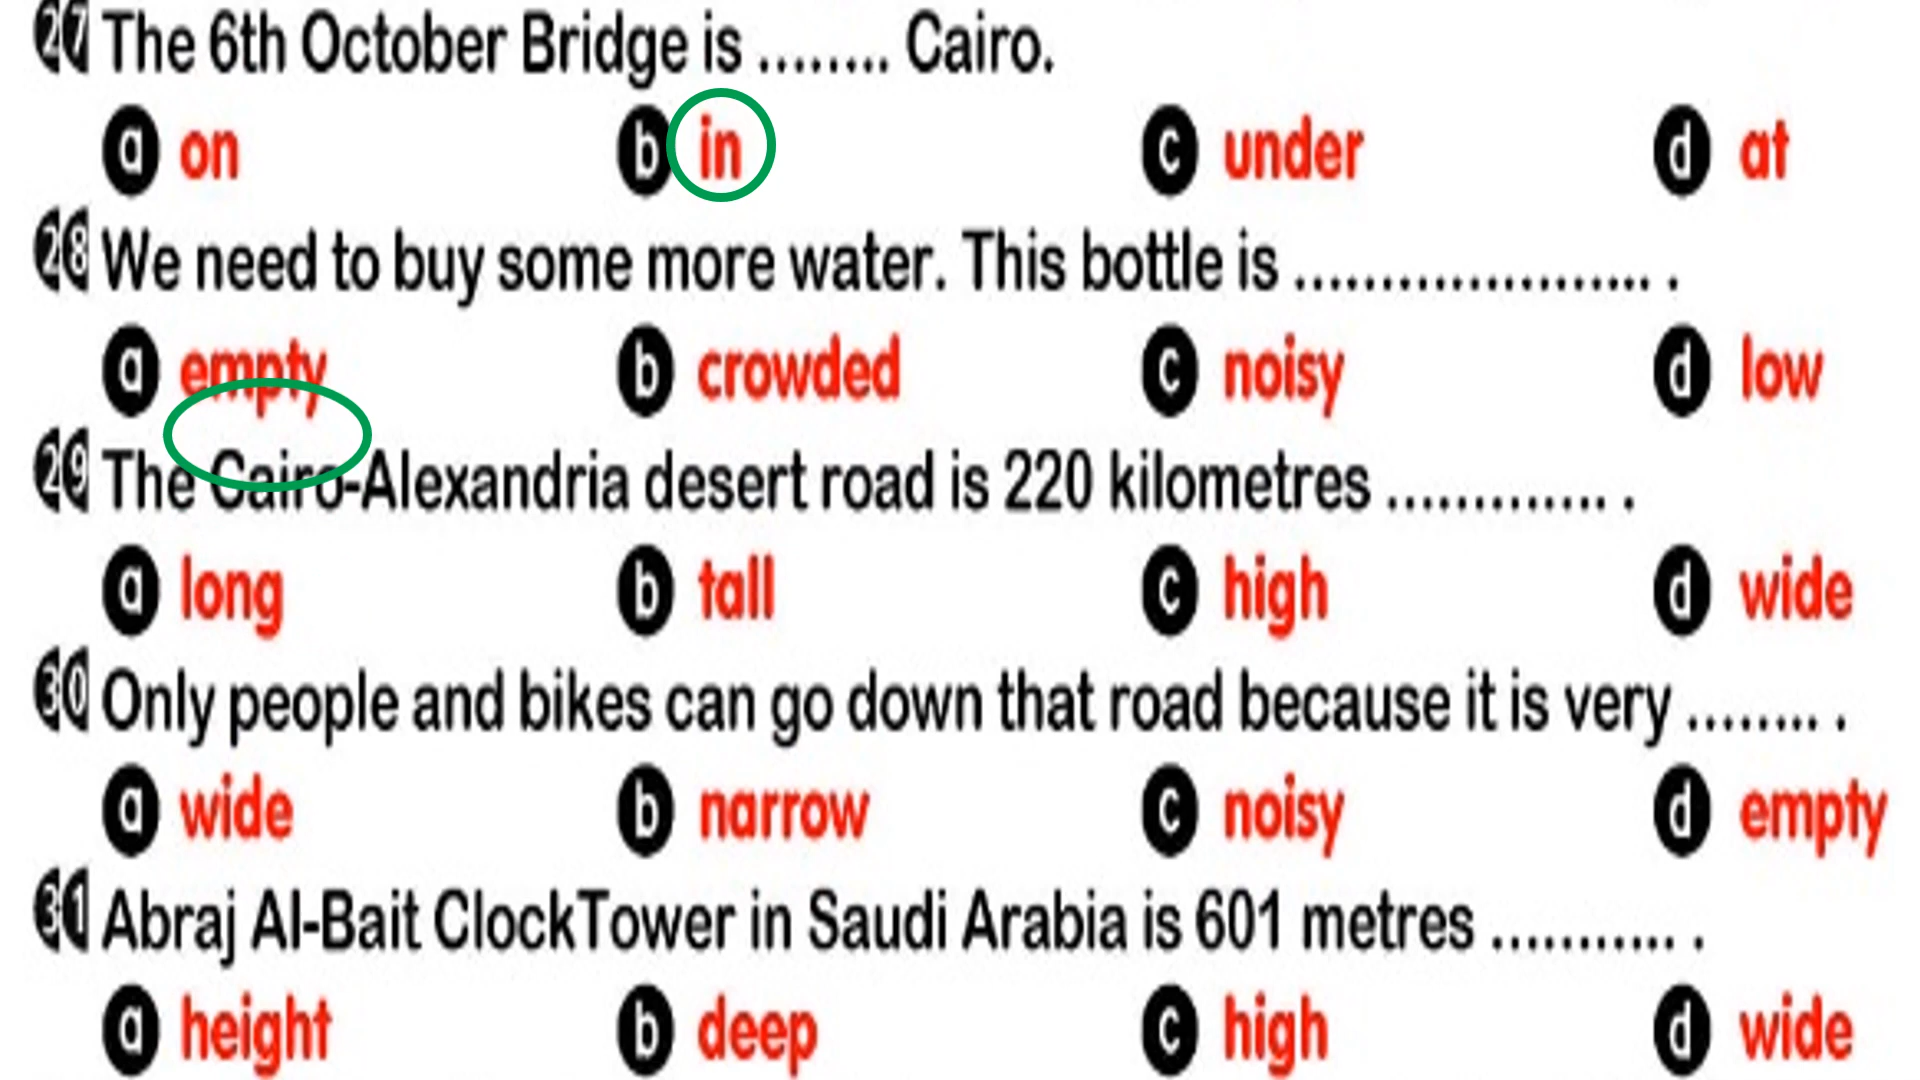 27 The 6th October Bridge is ........ Cairo.
a on b in c under d at
28 We need to buy some more water. This bottle is ..................... .
a empty b crowded c noisy d low
29 The Cairo-Alexandria desert road is 220 kilometres ............. .
a long b tall c high d wide
30 Only people and bikes can go down that road because it is very ........ .
a wide b narrow c noisy d empty
31 Abraj Al-Bait ClockTower in Saudi Arabia is 601 metres ........... .
a height b deep c high d wide